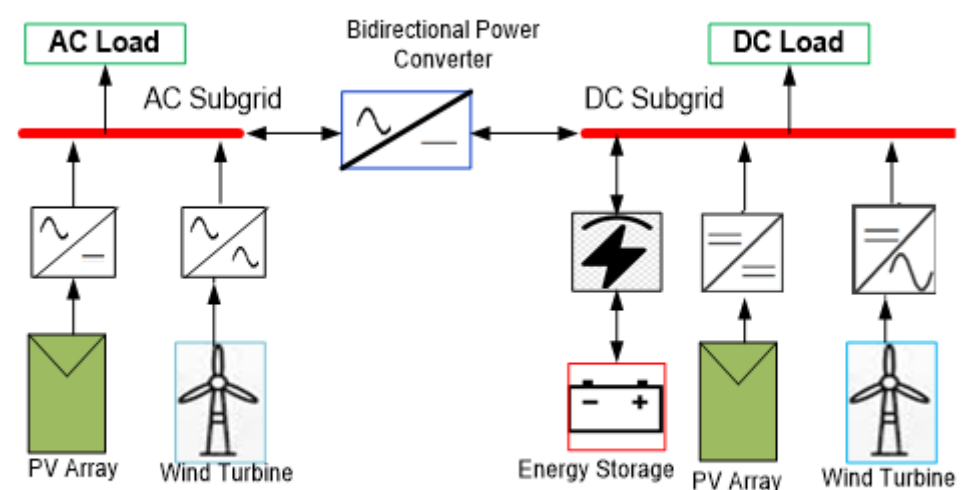 AC Load
Bidirectional Power
Converter
DC Load
AC Subgrid
DC Subgrid
PV Array
Wind Turbine
Energy Storage
PV Array
Wind Turbine